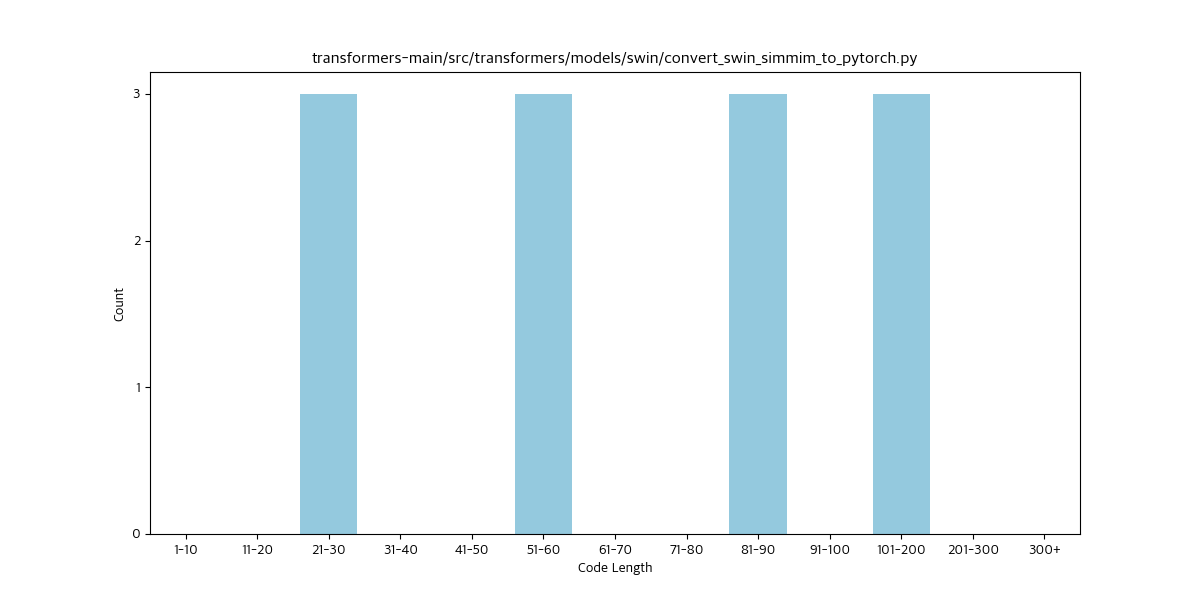 transformers-main/src/transformers/models/swin/convert_swin_simmim_to_pytorch.py
3
2
1
0
Count
1-10 11-20 21-30 31-40 41-50 51-60 61-70 71-80 81-90 91-100 101-200 201-300 300+
Code Length